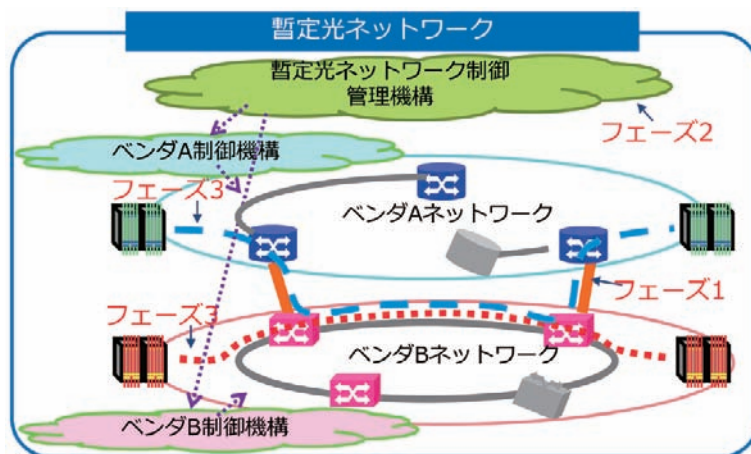 暫定光ネットワーク
暫定光ネットワーク制御
管理機構
フェーズ2
ベンダA制御機構
フェーズ3
ベンダAネットワーク
フェーズ1
フェーズ3
ベンダBネットワーク
ベンダB制御機構